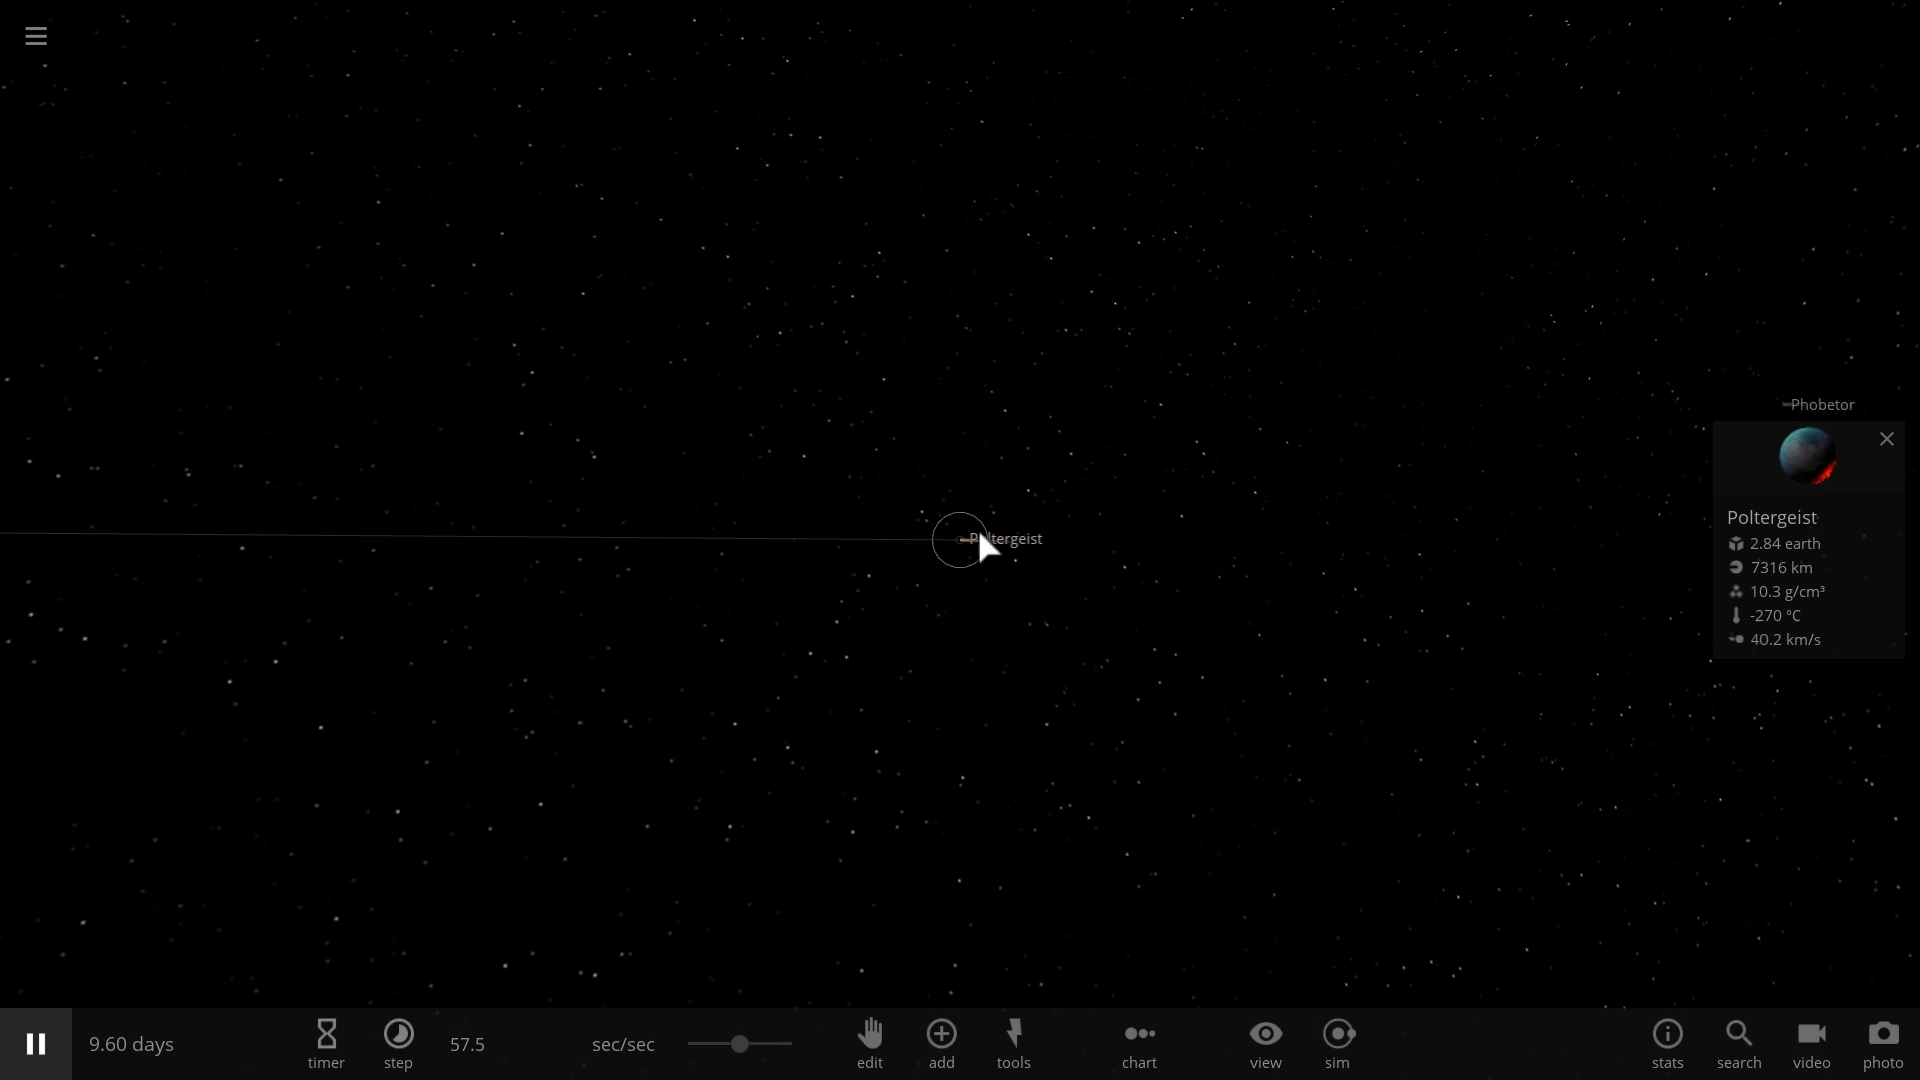 Phobetor
Poltergeist
Poltergeist
2.84 earth
7316 km
10.3 g/cm³
-270 °C
40.2 km/s
9.60 days
timer
step
57.5
sec/sec
edit
add
tools
chart
view
sim
stats
search
video
photo